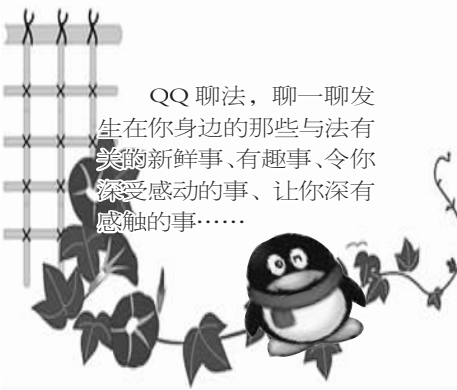 QQ聊法，聊一聊发
生在你身边的那些与法有
关的新鲜事、有趣事、令你
深受感动的事、让你深有
感触的事……